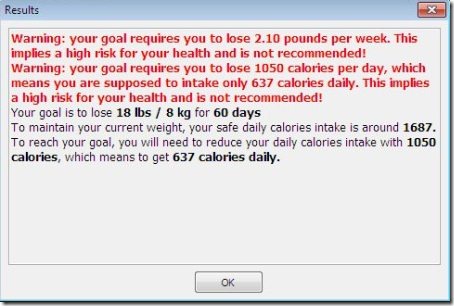 Results
Warning: your goal requires you to lose 2.10 pounds per week. This
implies a high risk for your health and is not recommended!
Warning: your goal requires you to lose 1050 calories per day, which
means you are supposed to intake only 637 calories daily. This implies
a high risk for your health and is not recommended!
Your goal is to lose 18 lbs / 8 kg for 60 days
To maintain your current weight, your safe daily calories intake is around 1687.
To reach your goal, you will need to reduce your daily calories intake with 1050
calories, which means to get 637 calories daily.
OK